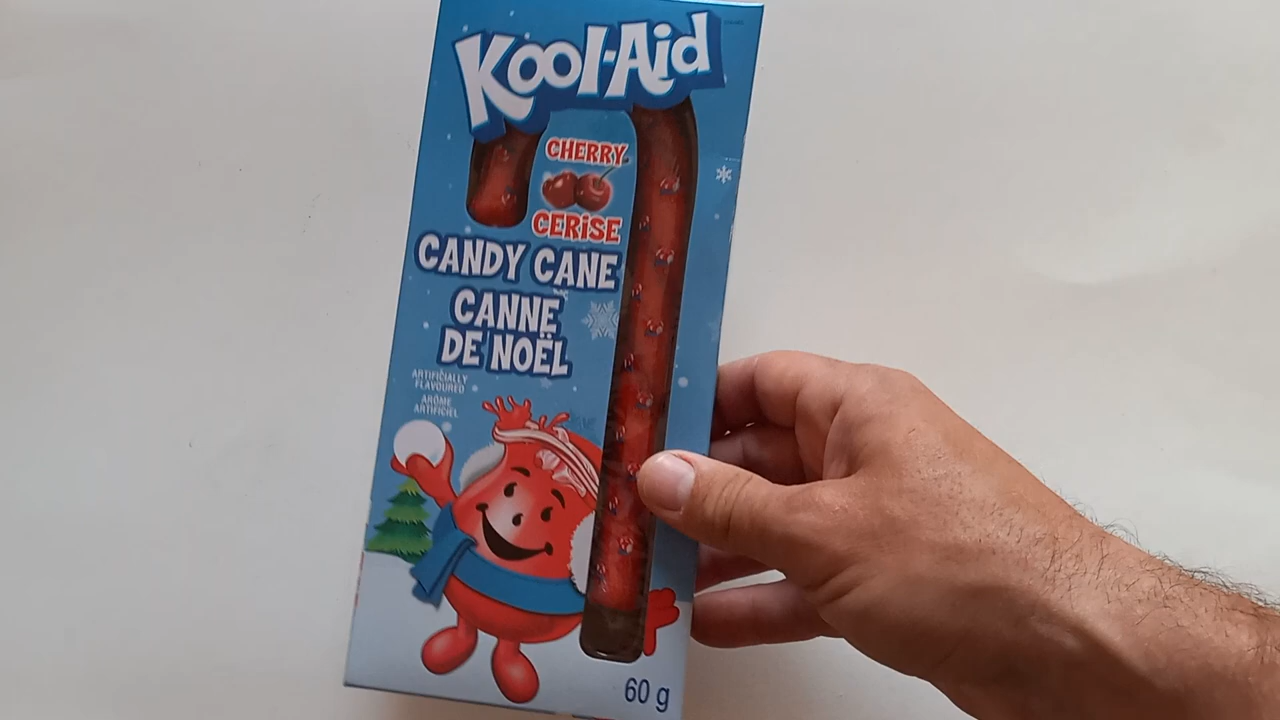 Kool-Aid
CHERRY
CERISE
CANDY CANE
CANNE
DE NOËL
ARTIFICIALLY
FLAVOURED
ARÔME
ARTIFICIEL
60 g